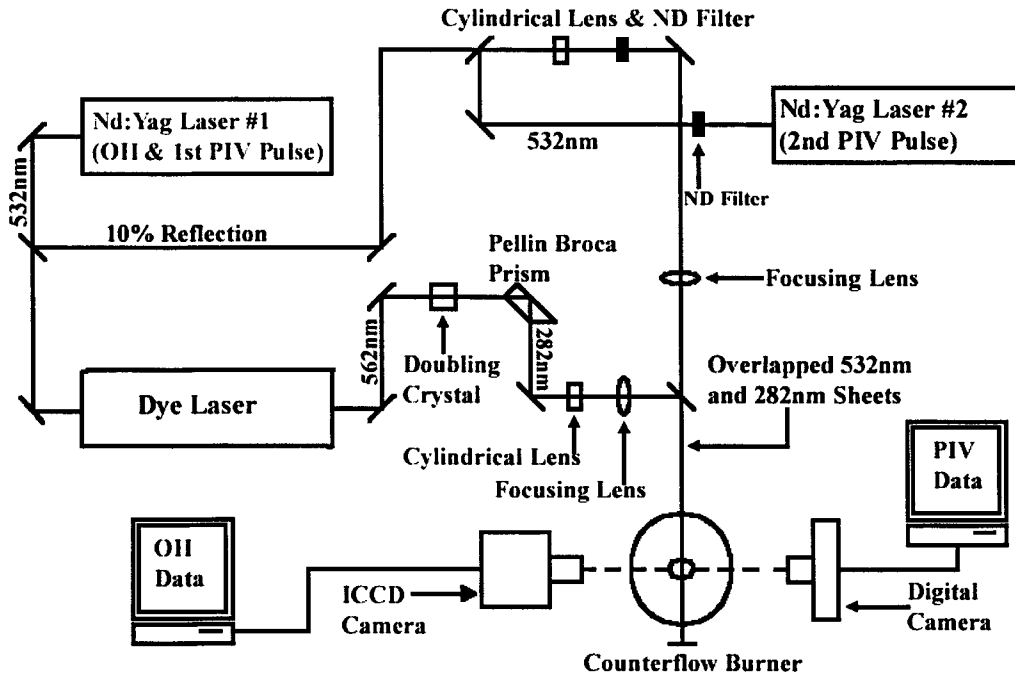 Cylindrical Lens & ND Filter
Nd:Yag Laser #1
(OH & 1st PIV Pulse)
Nd:Yag Laser #2
(2nd PIV Pulse)
532nm
532nm
ND Filter
10% Reflection
Pellin Broca
Prism
Focusing Lens
562nm
282nm
Doubling
Crystal
Overlapped 532nm
and 282nm Sheets
Dye Laser
Cylindrical Lens
Focusing Lens
PIV
Data
OH
Data
ICCD
Camera
Digital
Camera
Counterflow Burner